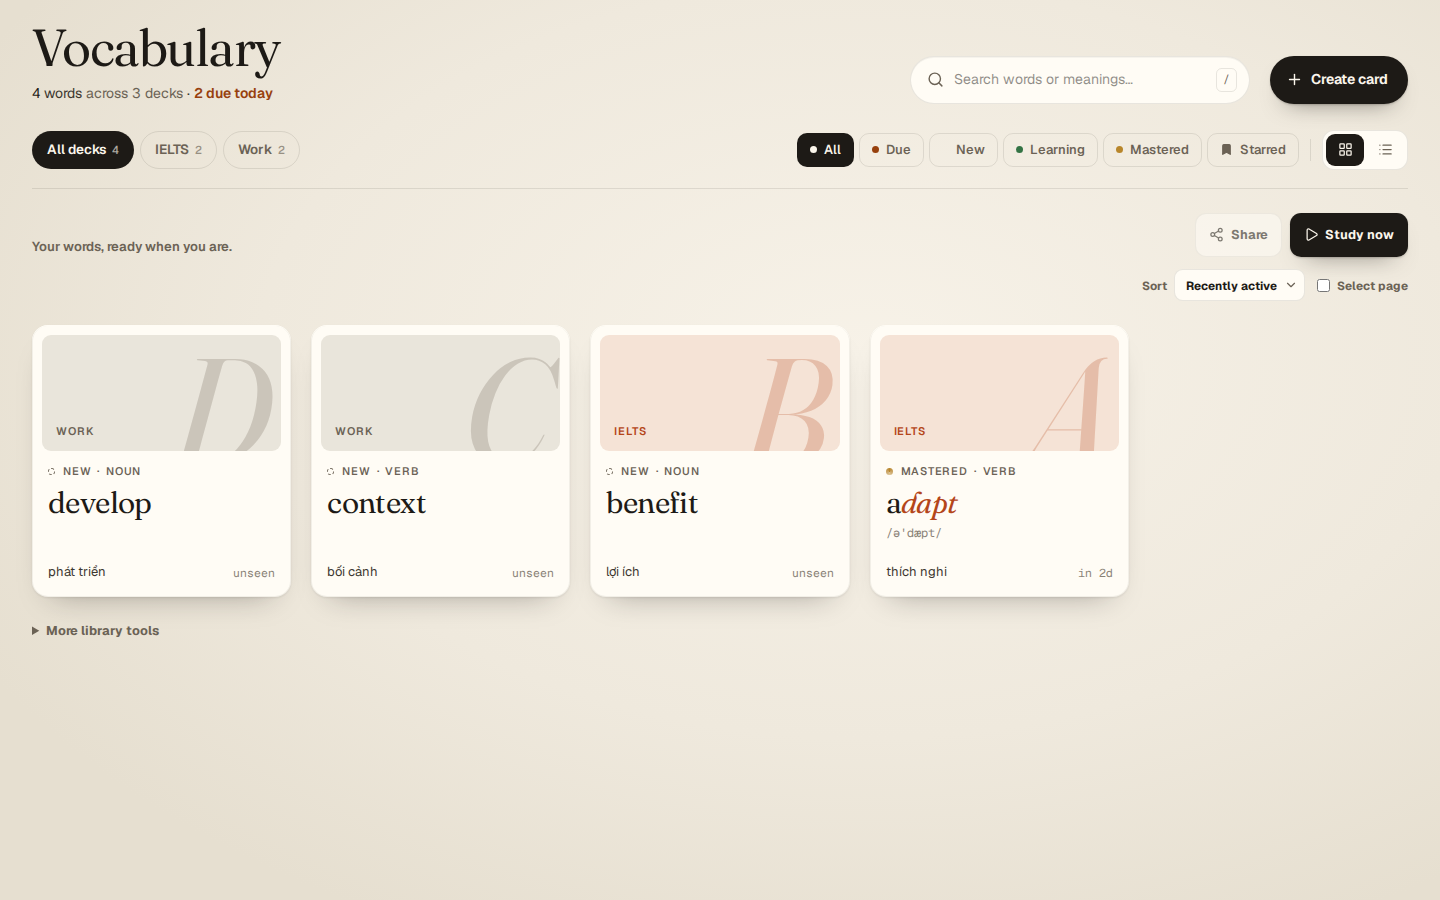 Vocabulary
4 words across 3 decks · 2 due today
Search words or meanings... /
Create card
All decks 4
IELTS 2
Work 2
All
Due
New
Learning
Mastered
Starred
Your words, ready when you are.
Share
Study now
Sort
Recently active
Select page
D
WORK
NEW · NOUN
develop
phát triển
unseen
C
WORK
NEW · VERB
context
bối cảnh
unseen
B
IELTS
NEW · NOUN
benefit
lợi ích
unseen
A
IELTS
MASTERED · VERB
adapt
/əˈdæpt/
thích nghi
in 2d
More library tools